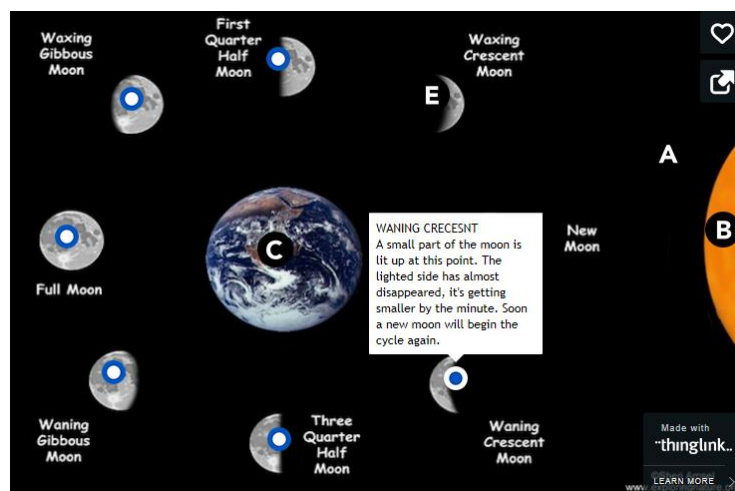 First
Quarter
Half
Moon
Waxing
Gibbous
Moon
Waxing
Crescent
Moon
E
A
B
C
WANING CRECESNT
A small part of the moon is
lit up at this point. The
lighted side has almost
disappeared, it's getting
smaller by the minute. Soon
a new moon will begin the
cycle again.
New
Moon
Full Moon
Waning
Gibbous
Moon
Three
Quarter
Half
Moon
Waning
Crescent
Moon
Made with
"thinglink..
LEARN MORE